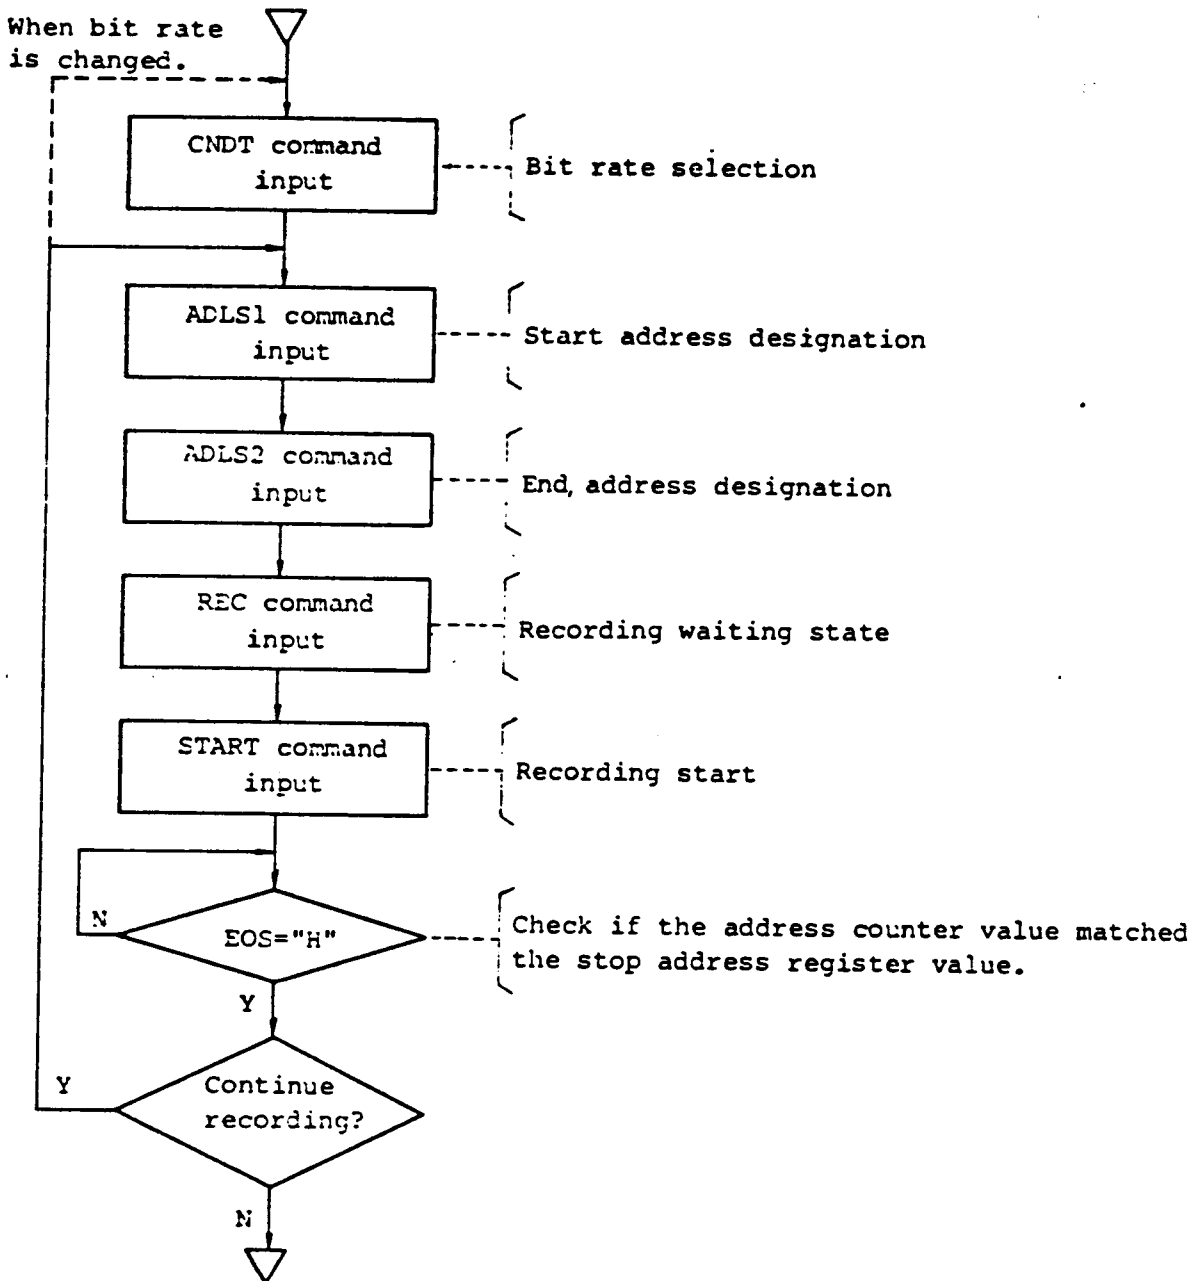 When bit rate
is changed.
CNDT command
input
Bit rate selection
ADLS1 command
input
Start address designation
ADLS2 command
input
End, address designation
REC command
input
Recording waiting state
START command
input
Recording start
N
EOS="H"
Check if the address counter value matched
the stop address register value.
Y
Y
Continue
recording?
N